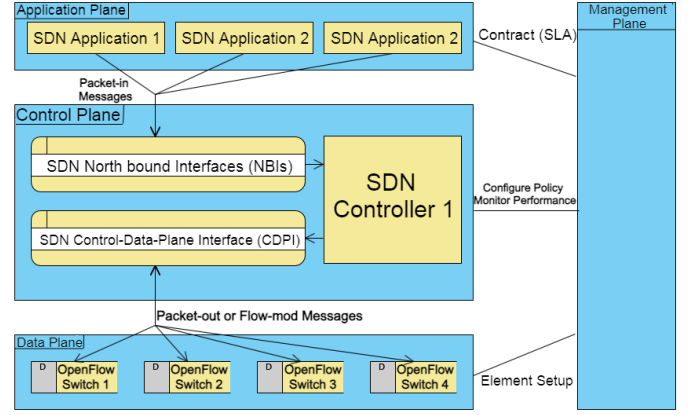 Application Plane
SDN Application 1
SDN Application 2
SDN Application 2
Management
Plane
Contract (SLA)
Packet-in
Messages
Control Plane
SDN North bound Interfaces (NBIs)
SDN
Controller 1
SDN Control-Data-Plane Interface (CDPI)
Configure Policy
Monitor Performance
Packet-out or Flow-mod Messages
Data Plane
D
OpenFlow
Switch 1
D
OpenFlow
Switch 2
D
OpenFlow
Switch 3
D
OpenFlow
Switch 4
Element Setup